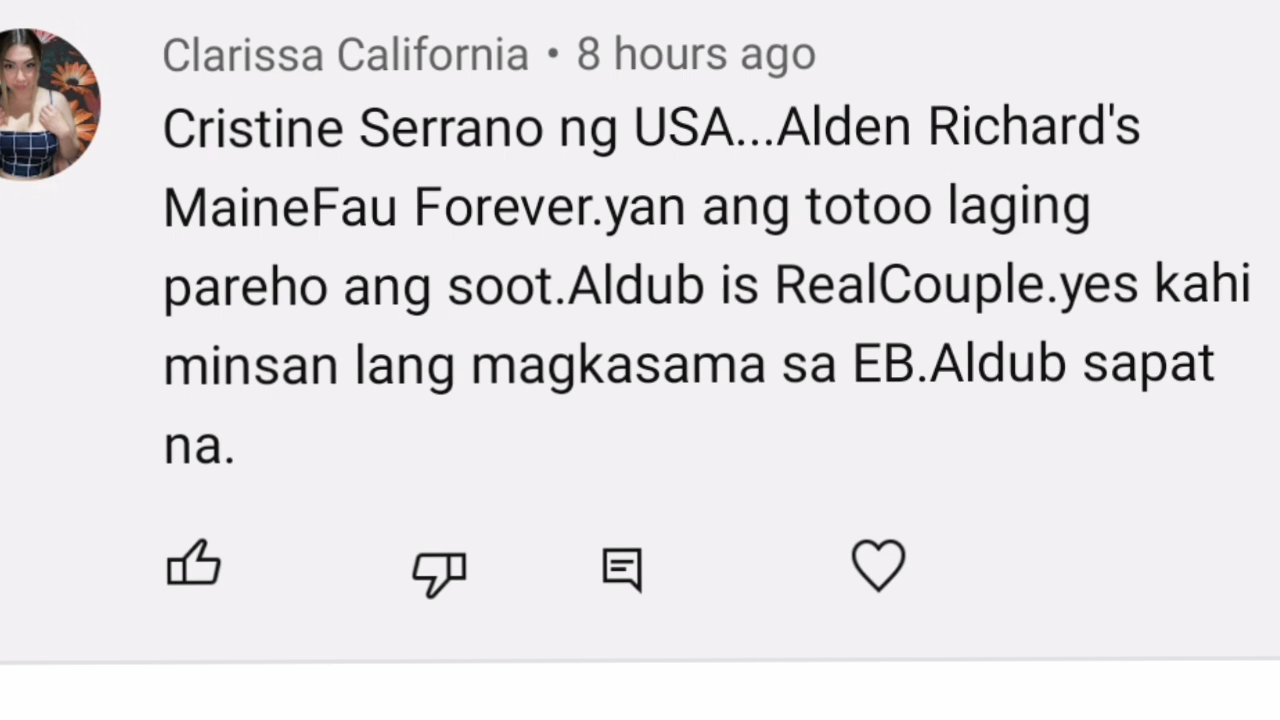 Clarissa California • 8 hours ago
Cristine Serrano ng USA...Alden Richard's
MaineFau Forever.yan ang totoo laging
pareho ang soot.Aldub is RealCouple.yes kahi
minsan lang magkasama sa EB.Aldub sapat
na.